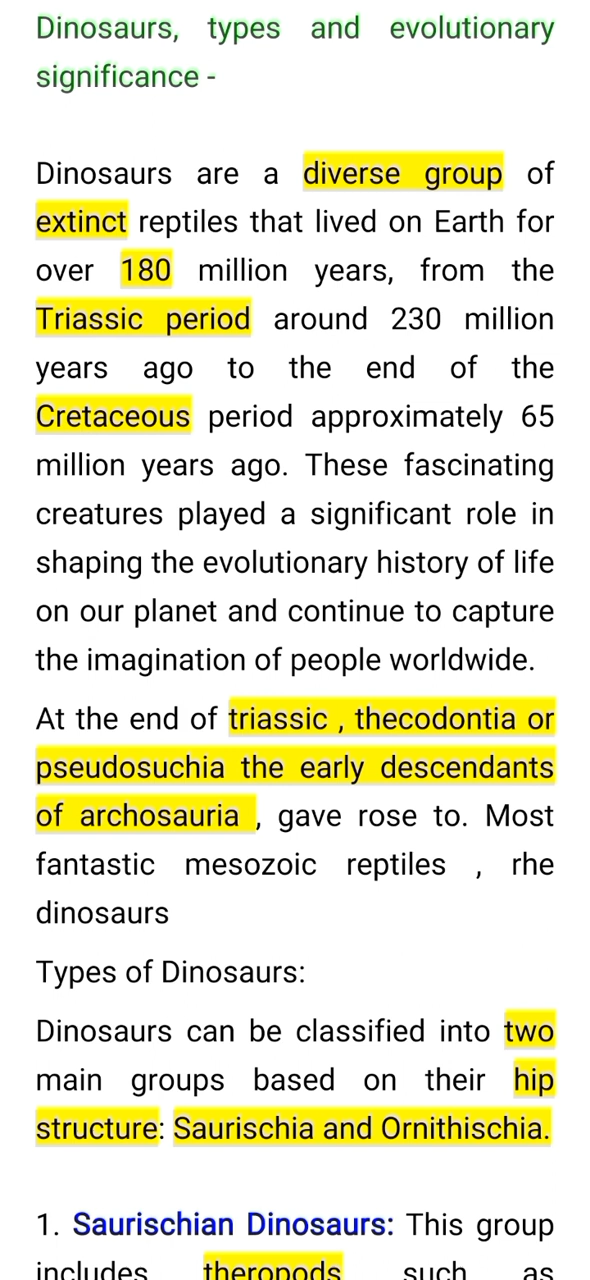 Dinosaurs, types and evolutionary
significance -
Dinosaurs are a diverse group of
extinct reptiles that lived on Earth for
over 180 million years, from the
Triassic period around 230 million
years ago to the end of the
Cretaceous period approximately 65
million years ago. These fascinating
creatures played a significant role in
shaping the evolutionary history of life
on our planet and continue to capture
the imagination of people worldwide.
At the end of triassic , thecodontia or
pseudosuchia the early descendants
of archosauria , gave rose to. Most
fantastic mesozoic reptiles , rhe
dinosaurs
Types of Dinosaurs:
Dinosaurs can be classified into two
main groups based on their hip
structure: Saurischia and Ornithischia.
1. Saurischian Dinosaurs: This group
includes theropods such as